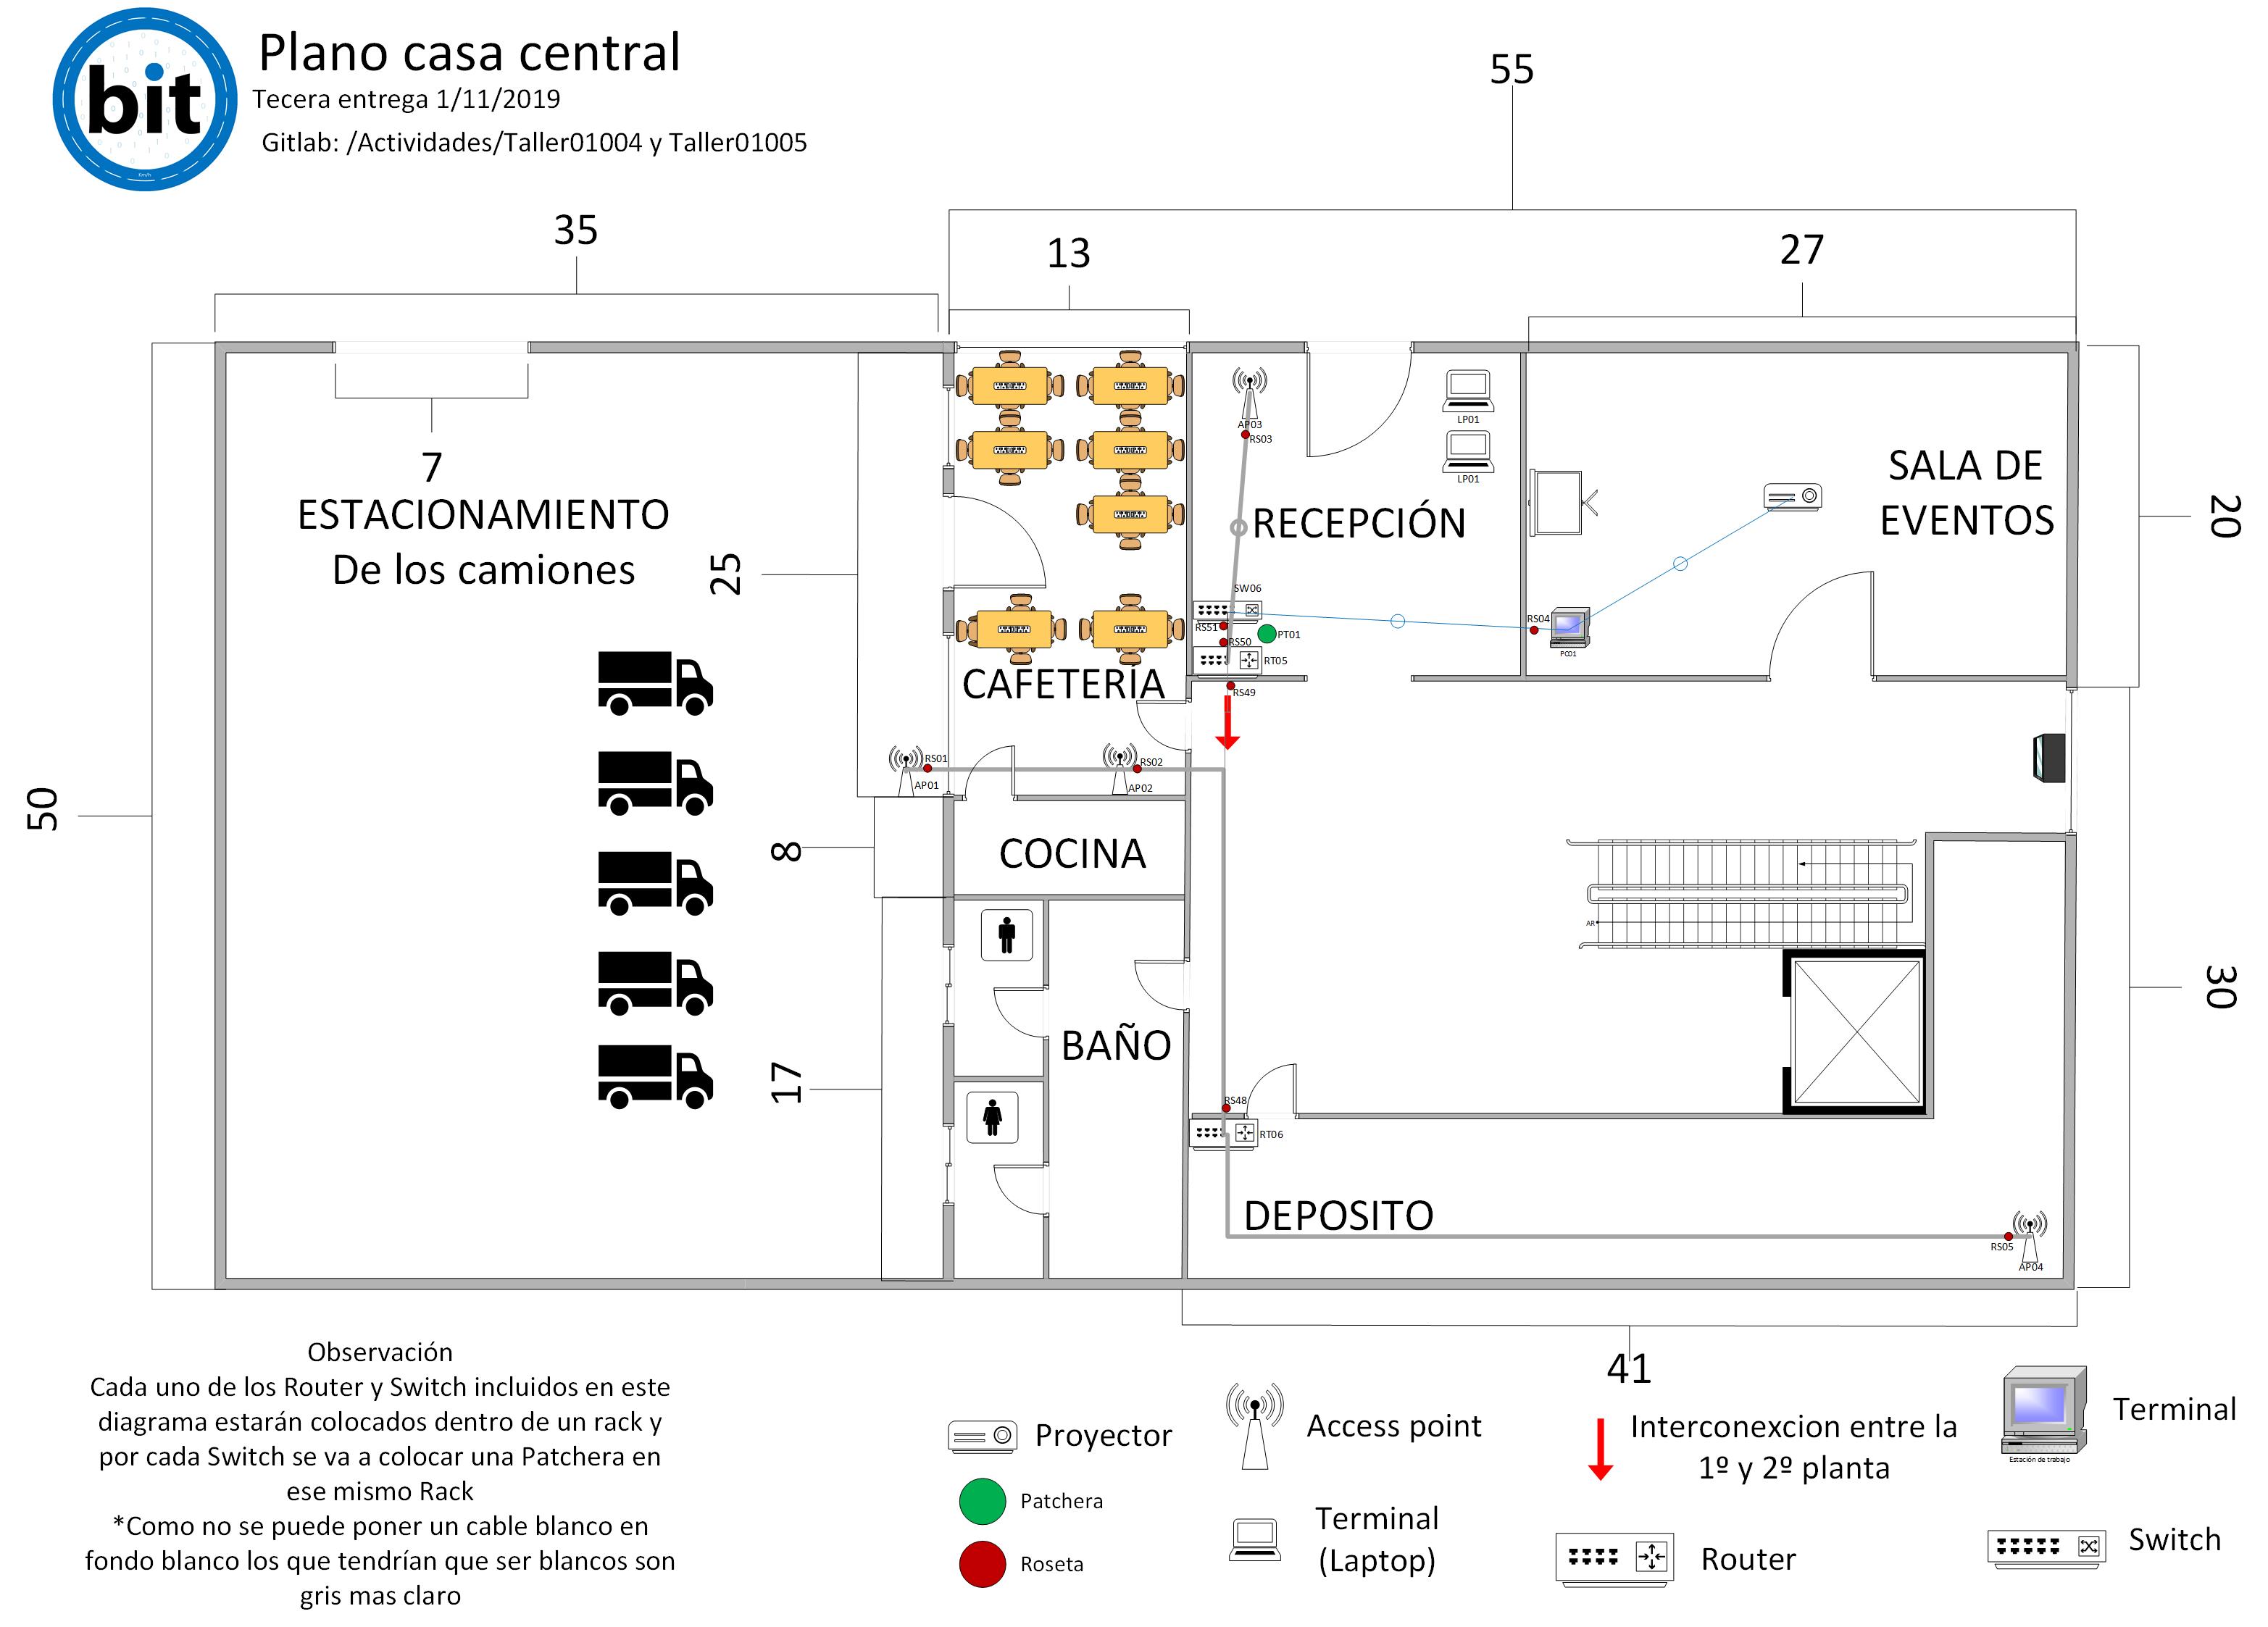 bit
Km/h
Plano casa central
Tecera entrega 1/11/2019
Gitlab: /Actividades/Taller01004 y Taller01005
55
35
13
27
7
ESTACIONAMIENTO
De los camiones
25
50
8
17
20
30
41
AP03
RS03
LP01
LP01
RECEPCIÓN
SALA DE
EVENTOS
SW06
RS51
RS50
PT01
RT05
RS49
RS04
PC01
CAFETERIA
RS01
AP01
RS02
AP02
COCINA
BAÑO
AR
RS48
RT06
DEPOSITO
RS05
AP04
Observación
Cada uno de los Router y Switch incluidos en este
diagrama estarán colocados dentro de un rack y
por cada Switch se va a colocar una Patchera en
ese mismo Rack
*Como no se puede poner un cable blanco en
fondo blanco los que tendrían que ser blancos son
gris mas claro
Proyector
Patchera
Roseta
Access point
Terminal
(Laptop)
Interconexcion entre la
1º y 2º planta
Router
Terminal
Estación de trabajo
Switch